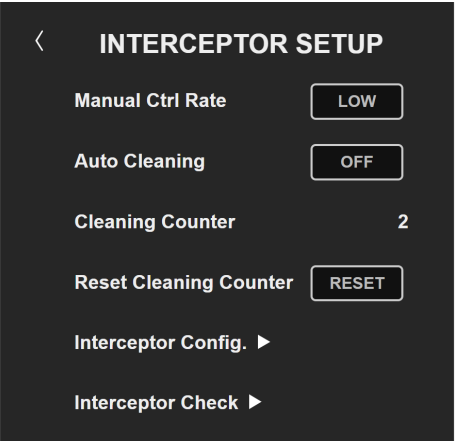 INTERCEPTOR SETUP
Manual Ctrl Rate LOW
Auto Cleaning OFF
Cleaning Counter 2
Reset Cleaning Counter RESET
Interceptor Config.
Interceptor Check